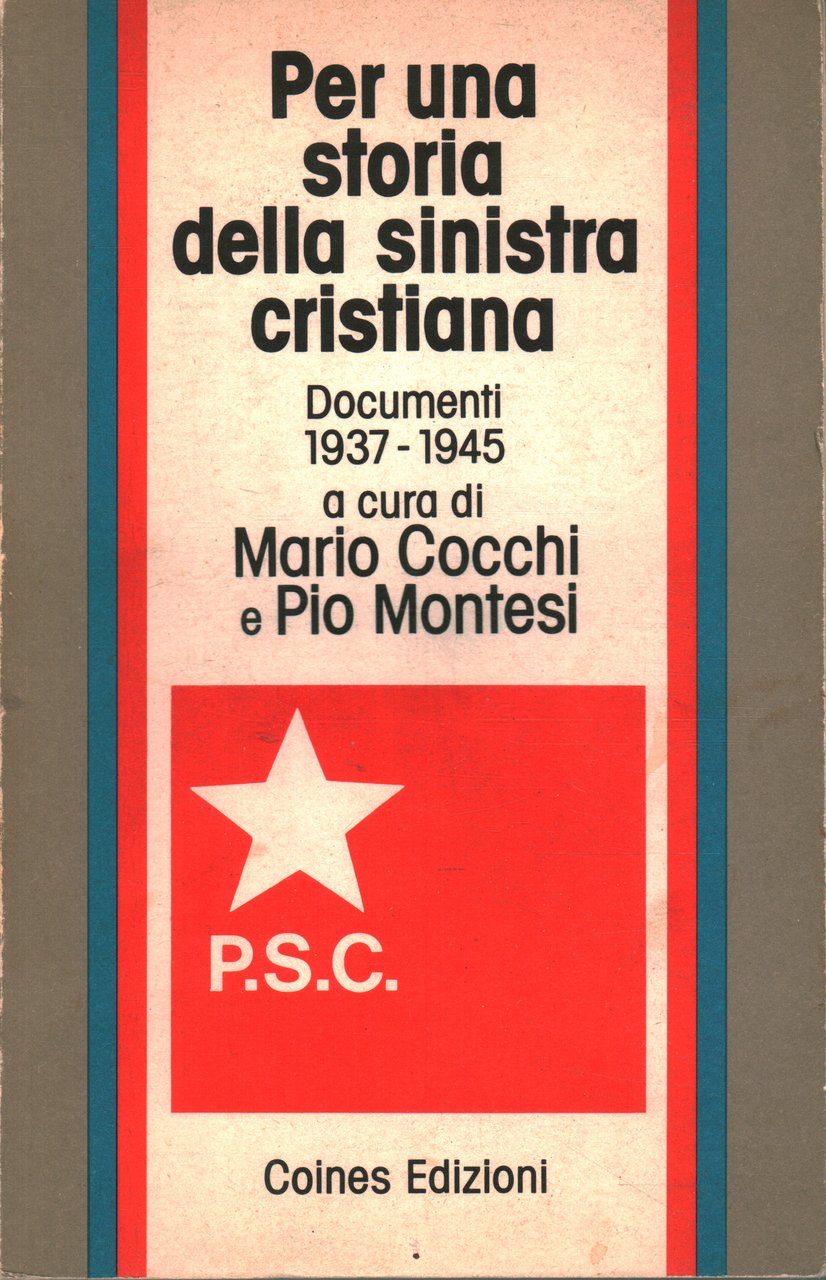 Per una
storia
della sinistra
cristiana
Documenti
1937 - 1945
a cura di
Mario Cocchi
e Pio Montesi
P.S.C.
Coines Edizioni